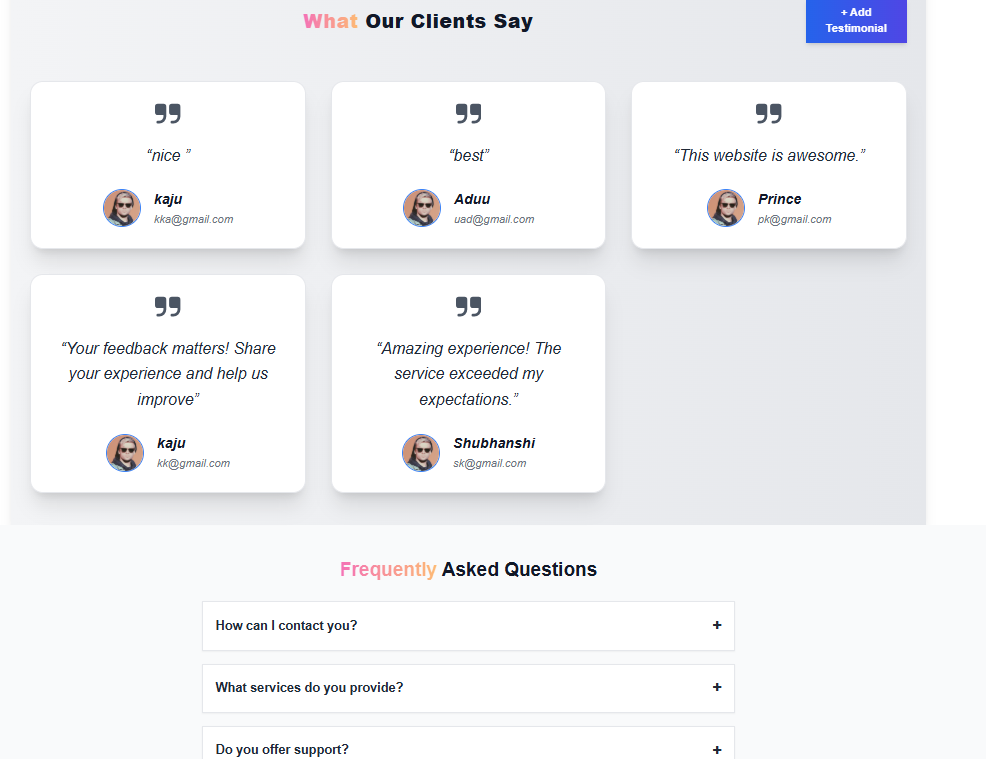 What Our Clients Say
+ Add
Testimonial
“nice ”
kaju
kka@gmail.com
“best”
Aduu
uad@gmail.com
“This website is awesome.”
Prince
pk@gmail.com
“Your feedback matters! Share
your experience and help us
improve”
kaju
kk@gmail.com
“Amazing experience! The
service exceeded my
expectations.”
Shubhanshi
sk@gmail.com
Frequently Asked Questions
How can I contact you?
+
What services do you provide?
+
Do you offer support?
+